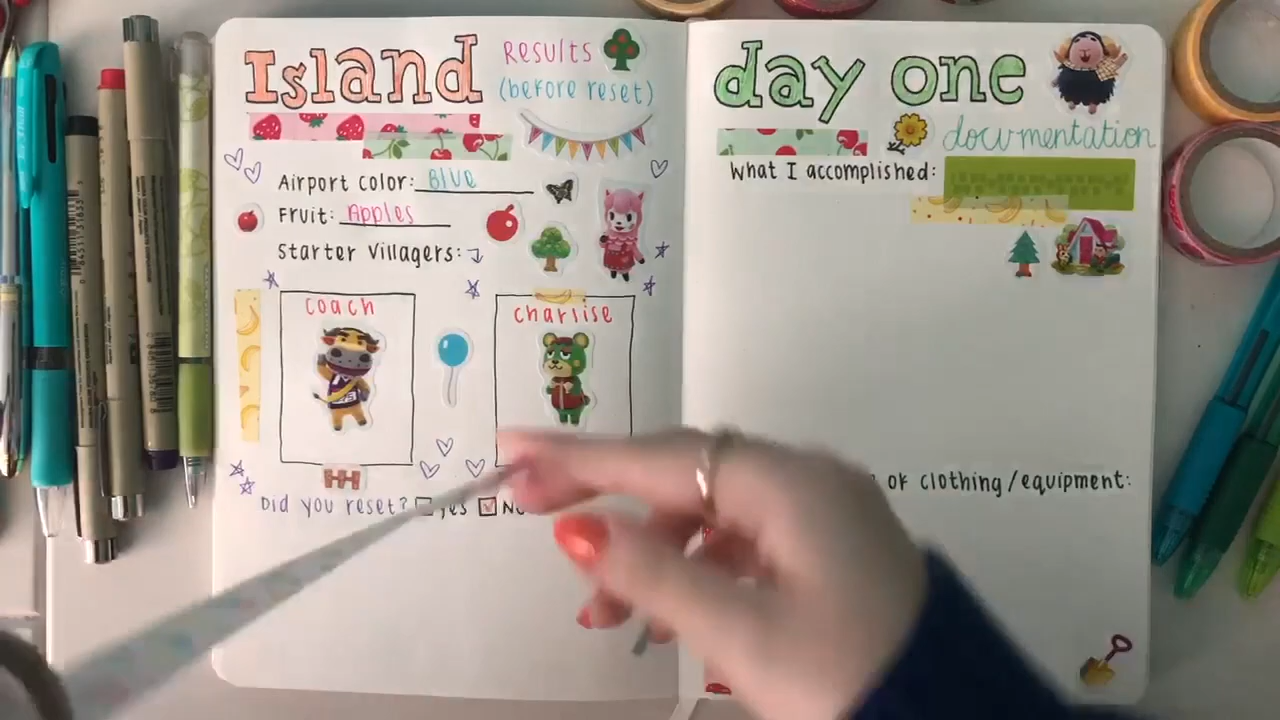 Island Results
(before reset)
Airport color: Blue
Fruit: Apples
Starter Villagers:
Coach
Charlise
Did you reset? Yes No
day one
documentation
What I accomplished:
of clothing/equipment: